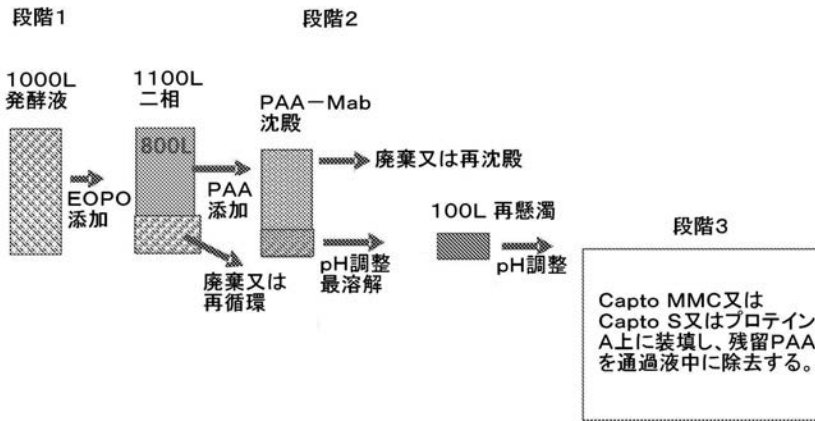 段階1
段階2
1000L
発酵液
1100L
二相
PAA－Mab
沈殿
800L
EOPO
添加
PAA
添加
廃棄又は再沈殿
廃棄又は
再循環
pH調整
最溶解
100L 再懸濁
pH調整
段階3
Capto MMC又は
Capto S又はプロテイン
A上に装填し、残留PAA
を通過液中に除去する。